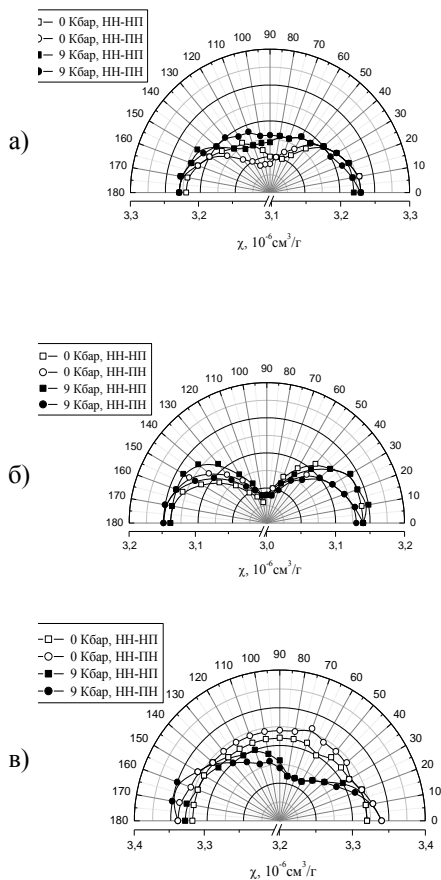 0 Кбар, НН-НП
0 Кбар, НН-ПН
9 Кбар, НН-НП
9 Кбар, НН-ПН
а)
180 170 160 150 140 130 120 110 100 90 80 70 60 50 40 30 20 10 0
3,3 3,2 3,1 3,2 3,3
χ, 10⁻⁶см³/г
0 Кбар, НН-НП
0 Кбар, НН-ПН
9 Кбар, НН-НП
9 Кбар, НН-ПН
б)
180 170 160 150 140 130 120 110 100 90 80 70 60 50 40 30 20 10 0
3,2 3,1 3,0 3,1 3,2
χ, 10⁻⁶см³/г
0 Кбар, НН-НП
0 Кбар, НН-ПН
9 Кбар, НН-НП
9 Кбар, НН-ПН
в)
180 170 160 150 140 130 120 110 100 90 80 70 60 50 40 30 20 10 0
3,4 3,3 3,2 3,3 3,4
χ, 10⁻⁶см³/г